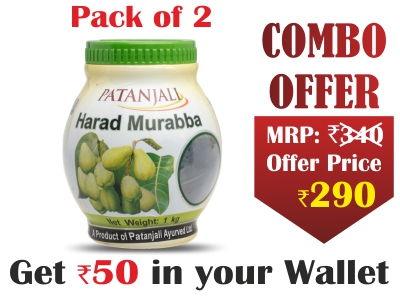 Pack of 2
PATANJALI
Harad Murabba
Net Weight: 1 kg
A Product of Patanjali Ayurved Ltd.
COMBO
OFFER
MRP: ₹340
Offer Price
₹290
Get ₹50 in your Wallet